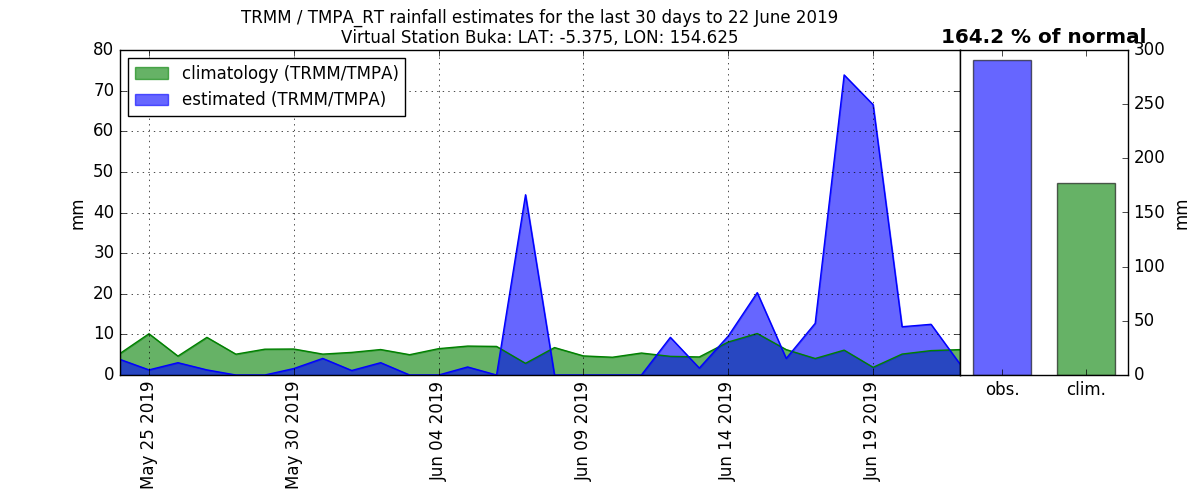 TRMM / TMPA_RT rainfall estimates for the last 30 days to 22 June 2019
Virtual Station Buka: LAT: -5.375, LON: 154.625
164.2 % of normal
climatology (TRMM/TMPA)
estimated (TRMM/TMPA)
80
70
60
50
40
30
20
10
0
mm
May 25 2019
May 30 2019
Jun 04 2019
Jun 09 2019
Jun 14 2019
Jun 19 2019
obs.
clim.
300
250
200
150
100
50
0
mm